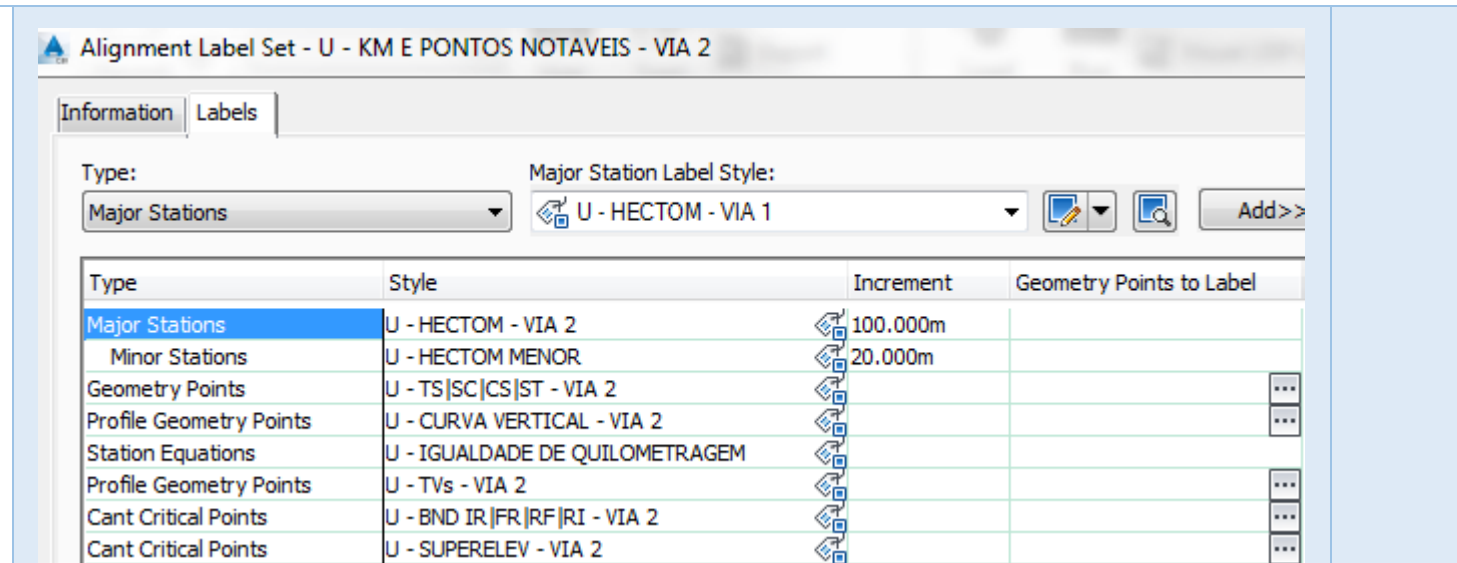 Alignment Label Set - U - KM E PONTOS NOTAVEIS - VIA 2
Information Labels
Type: Major Station Label Style:
Major Stations U - HECTOM - VIA 1 Add>>
Type Style Increment Geometry Points to Label
Major Stations U - HECTOM - VIA 2 100.000m
Minor Stations U - HECTOM MENOR 20.000m
Geometry Points U - TS|SC|CS|ST - VIA 2 ...
Profile Geometry Points U - CURVA VERTICAL - VIA 2 ...
Station Equations U - IGUALDADE DE QUILOMETRAGEM
Profile Geometry Points U - TVs - VIA 2 ...
Cant Critical Points U - BND IR|FR|RF|RI - VIA 2 ...
Cant Critical Points U - SUPERELEV - VIA 2 ...